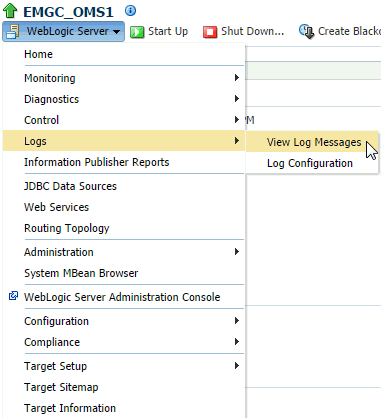 EMGC_OMS1
WebLogic Server Start Up Shut Down... Create
Home
Monitoring
Diagnostics
Control
Logs
View Log Messages
Log Configuration
Information Publisher Reports
JDBC Data Sources
Web Services
Routing Topology
Administration
System MBean Browser
WebLogic Server Administration Console
Configuration
Compliance
Target Setup
Target Sitemap
Target Information